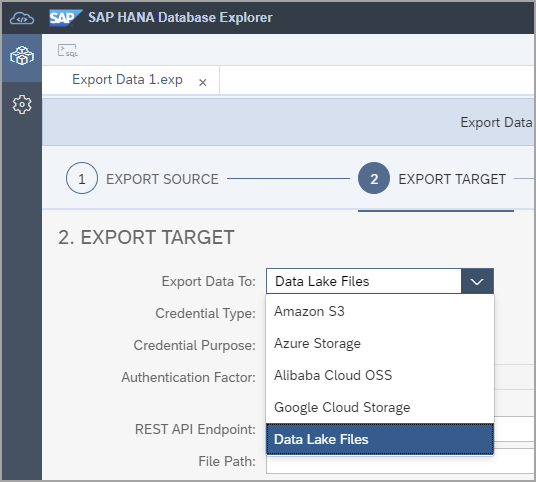 SAP SAP HANA Database Explorer
SQL
Export Data 1.exp ×
Export Data
1 EXPORT SOURCE 2 EXPORT TARGET
2. EXPORT TARGET
Export Data To: Data Lake Files
Credential Type: Amazon S3
Credential Purpose: Azure Storage
Authentication Factor: Alibaba Cloud OSS
Google Cloud Storage
REST API Endpoint: Data Lake Files
File Path: